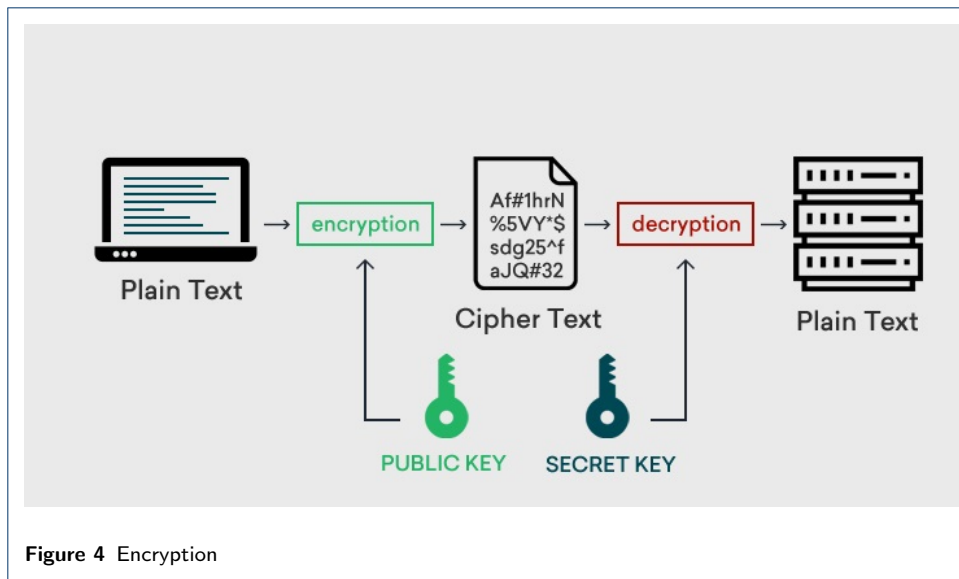 encryption
Af#1hrN
%5VY*$
sdg25^f
aJQ#32
decryption
Plain Text
Cipher Text
Plain Text
PUBLIC KEY
SECRET KEY
Figure 4 Encryption